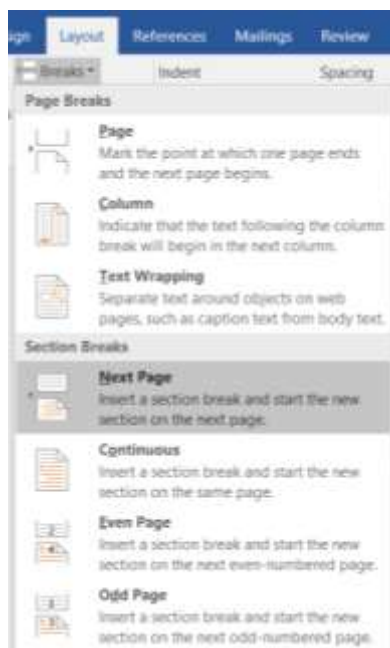 gn Layout References Mailings Review
Breaks Indent Spacing
Page Breaks
Page
Mark the point at which one page ends
and the next page begins.
Column
Indicate that the text following the column
break will begin in the next column.
Text Wrapping
Separate text around objects on web
pages, such as caption text from body text.
Section Breaks
Next Page
Insert a section break and start the new
section on the next page.
Continuous
Insert a section break and start the new
section on the same page.
Even Page
Insert a section break and start the new
section on the next even-numbered page.
Odd Page
Insert a section break and start the new
section on the next odd-numbered page.